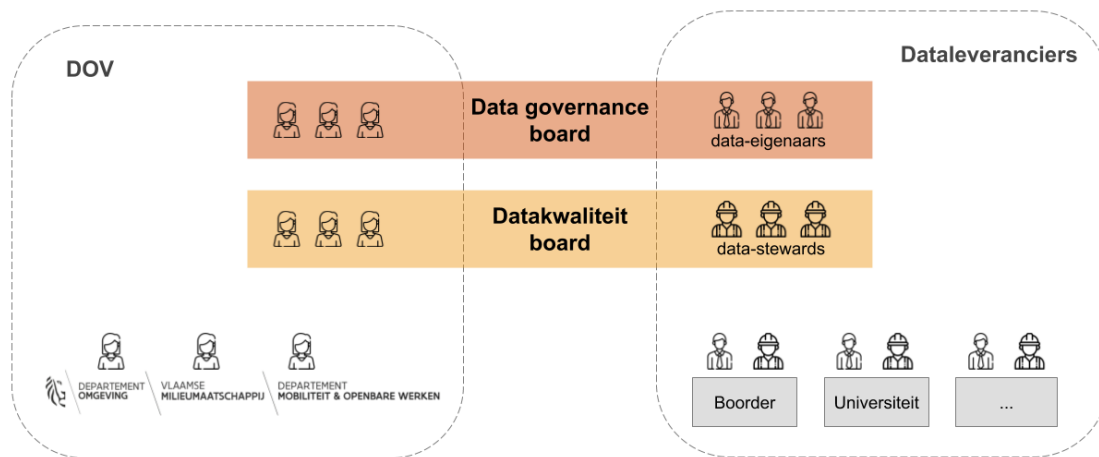 DOV
Dataleveranciers
Data governance
board
data-eigenaars
Datakwaliteit
board
data-stewards
DEPARTEMENT
OMGEVING
VLAAMSE
MILIEUMAATSCHAPPIJ
DEPARTEMENT
MOBILITEIT & OPENBARE WERKEN
Boorder
Universiteit
...